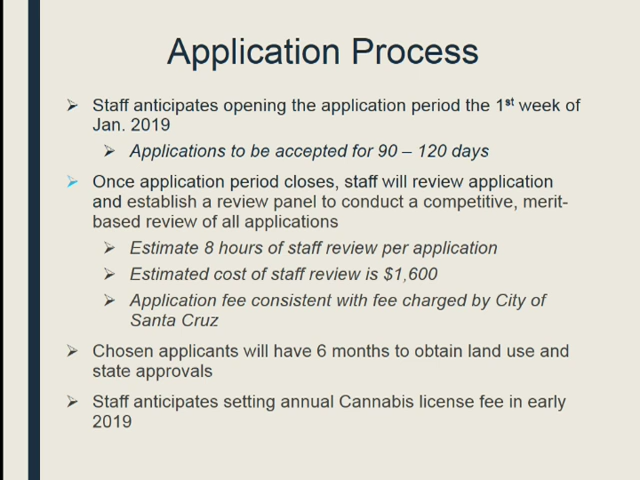 Application Process
Staff anticipates opening the application period the 1st week of
Jan. 2019
Applications to be accepted for 90 – 120 days
Once application period closes, staff will review application
and establish a review panel to conduct a competitive, merit-
based review of all applications
Estimate 8 hours of staff review per application
Estimated cost of staff review is $1,600
Application fee consistent with fee charged by City of
Santa Cruz
Chosen applicants will have 6 months to obtain land use and
state approvals
Staff anticipates setting annual Cannabis license fee in early
2019